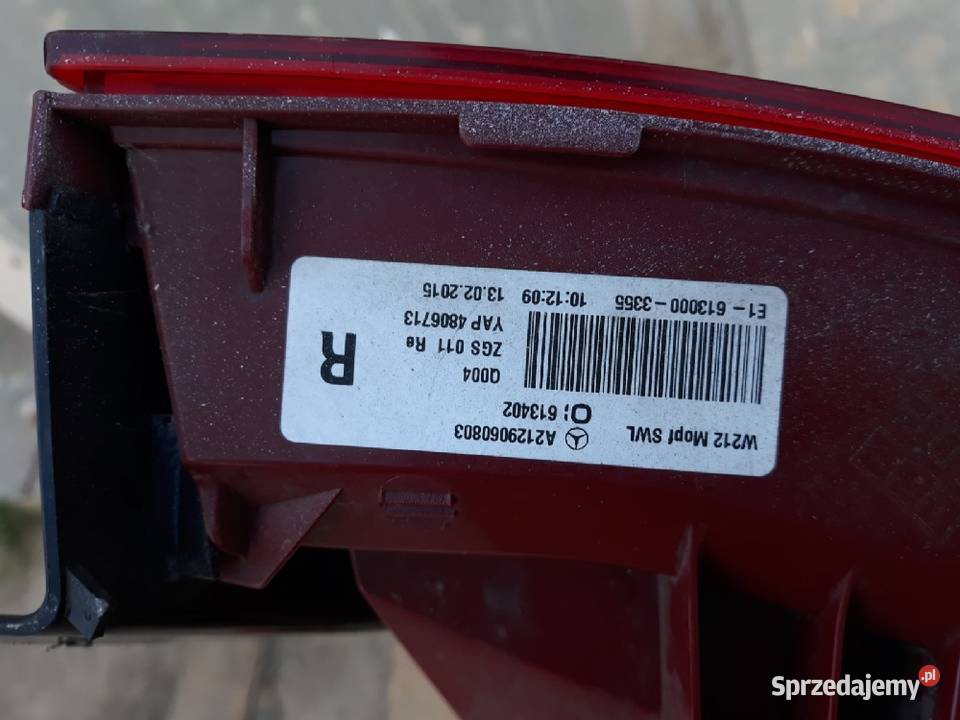 W212 Mopf SWL
A2129060803
O; 613402
Q004
ZGS 011 Re
YAP 4806713
R
E1-613000-3355 10:12:09 13.02.2015
Sprzedajemy.pl